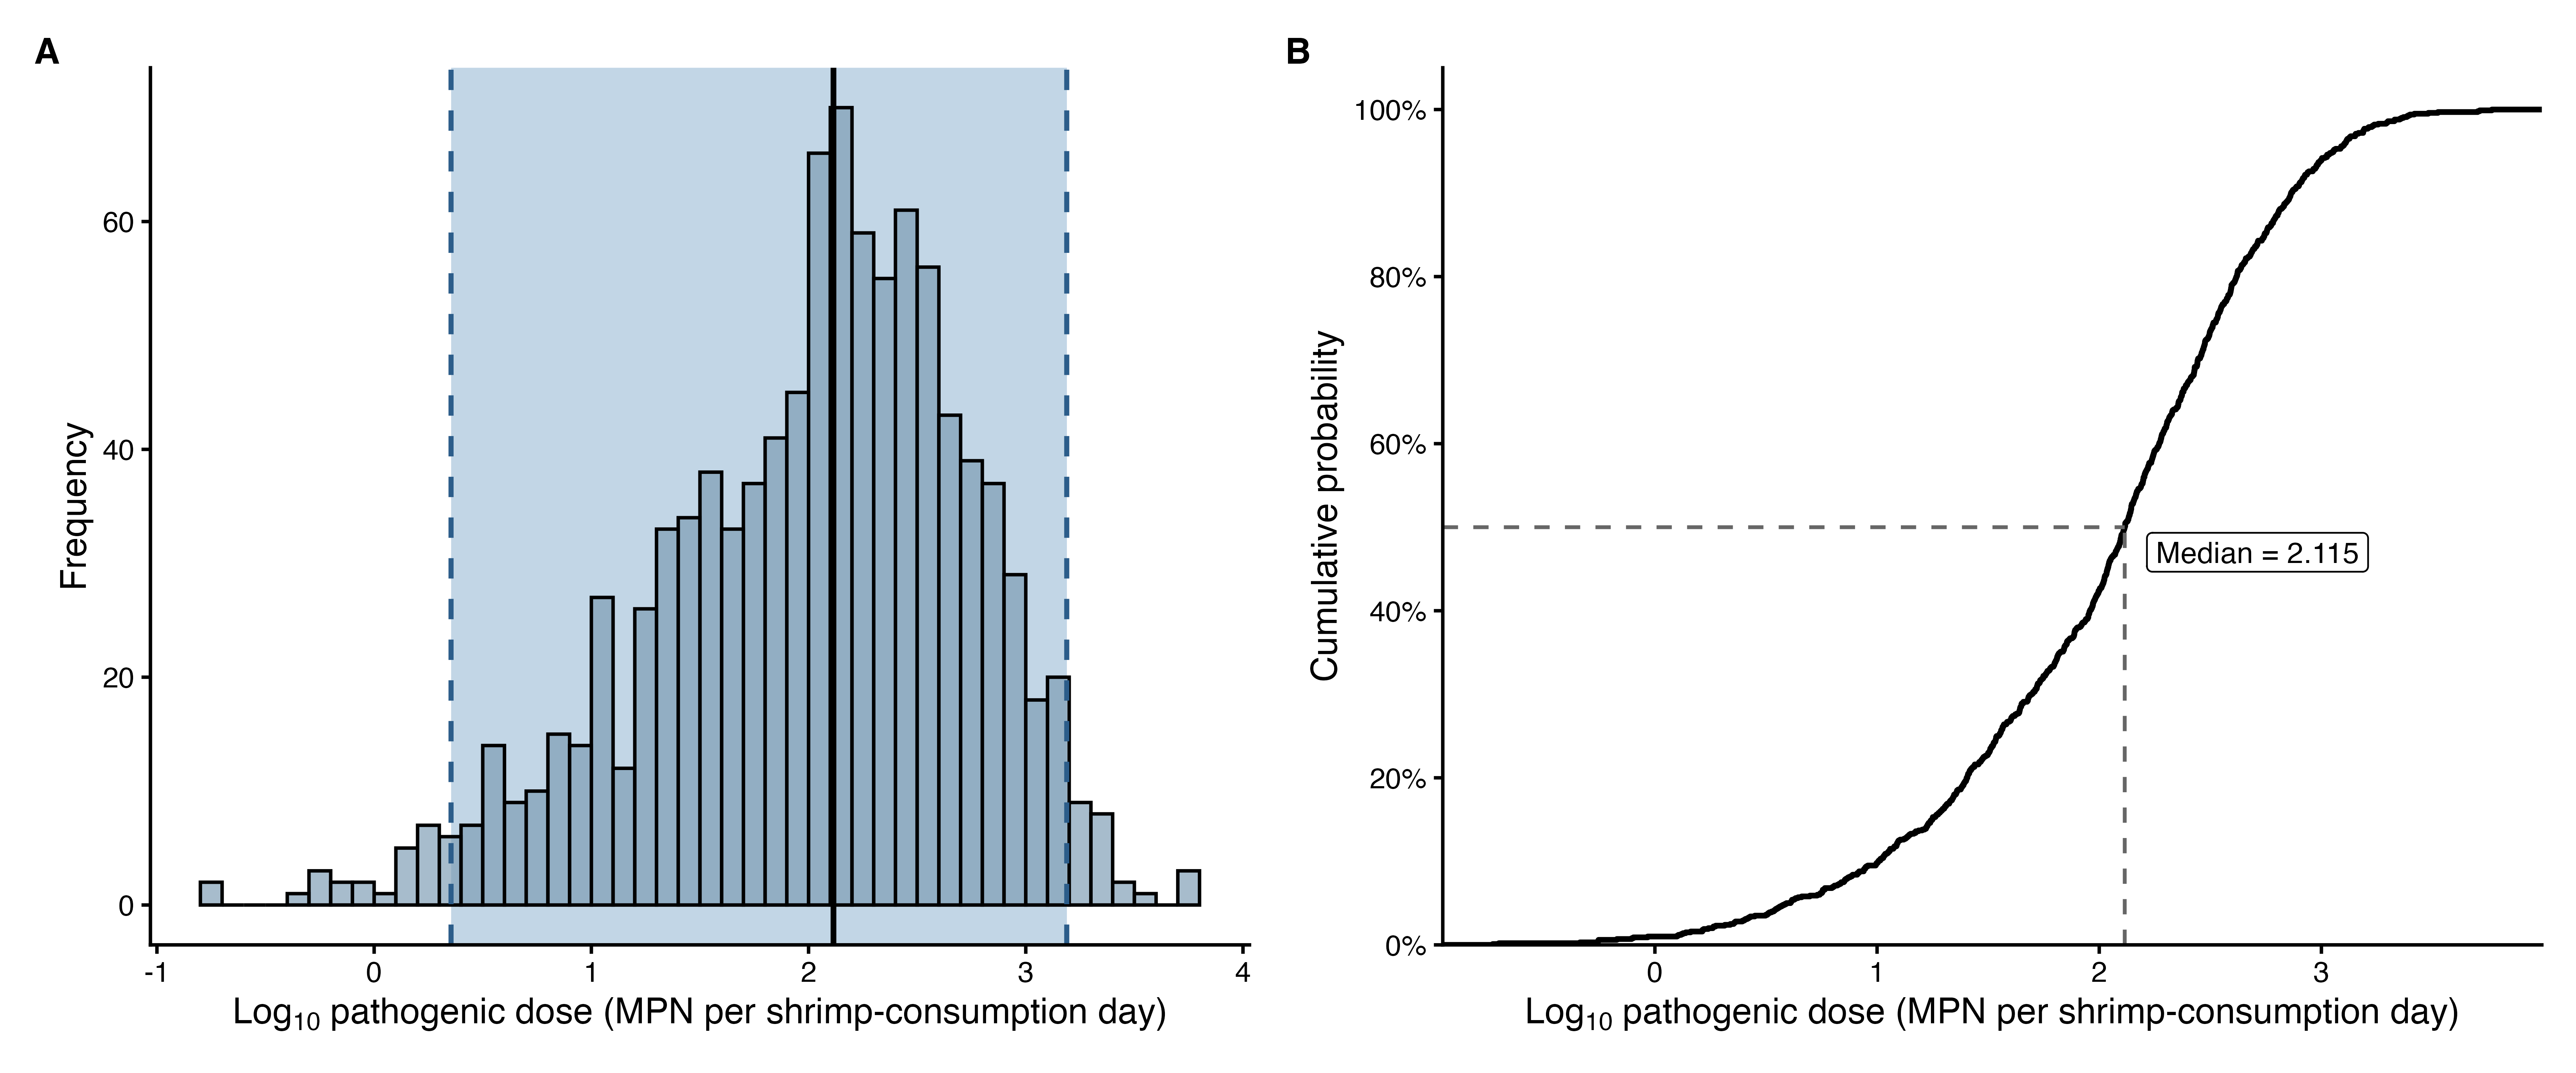 A
Frequency
60
40
20
0
-1 0 1 2 3 4
Log₁₀ pathogenic dose (MPN per shrimp-consumption day)
B
Cumulative probability
100%
80%
60%
40%
20%
0%
Median = 2.115
0 1 2 3
Log₁₀ pathogenic dose (MPN per shrimp-consumption day)